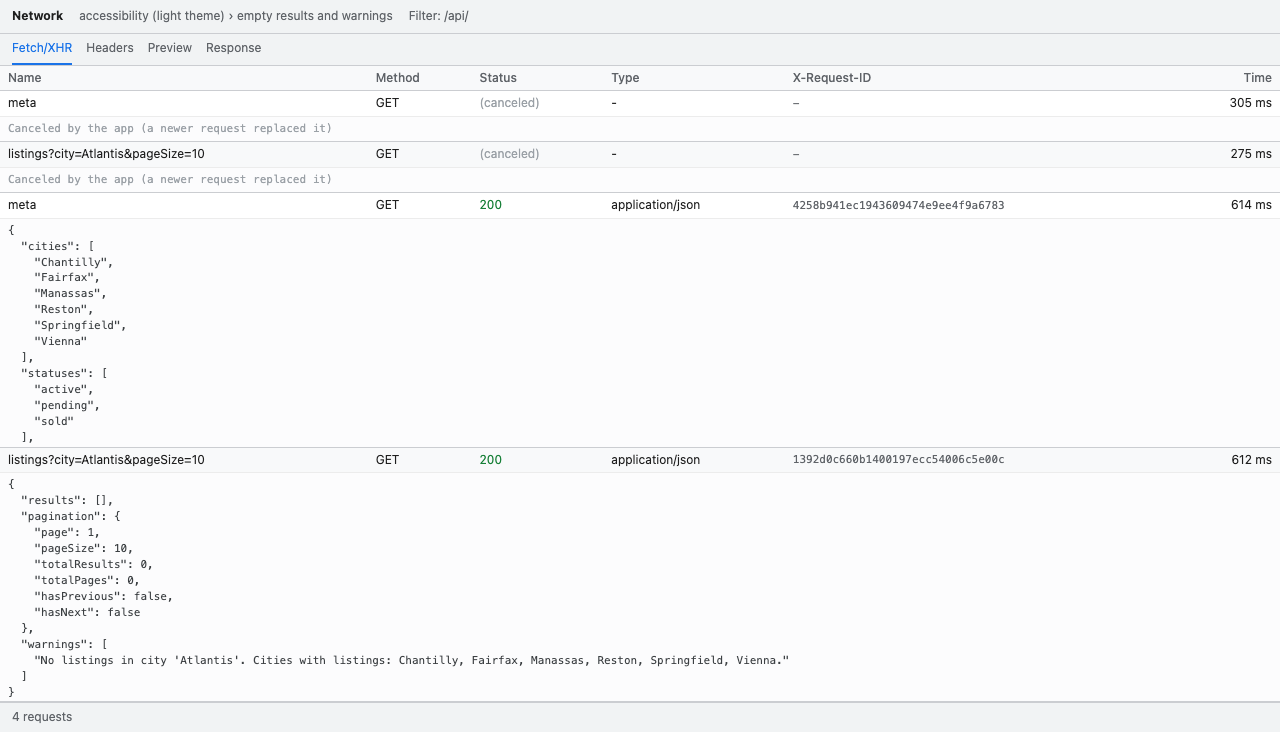 Network accessibility (light theme) › empty results and warnings Filter: /api/
Fetch/XHR Headers Preview Response
Name Method Status Type X-Request-ID Time
meta GET (canceled) - – 305 ms
Canceled by the app (a newer request replaced it)
listings?city=Atlantis&pageSize=10 GET (canceled) - – 275 ms
Canceled by the app (a newer request replaced it)
meta GET 200 application/json 4258b941ec1943609474e9ee4f9a6783 614 ms
{
  "cities": [
    "Chantilly",
    "Fairfax",
    "Manassas",
    "Reston",
    "Springfield",
    "Vienna"
  ],
  "statuses": [
    "active",
    "pending",
    "sold"
  ],
listings?city=Atlantis&pageSize=10 GET 200 application/json 1392d0c660b1400197ecc54006c5e00c 612 ms
{
  "results": [],
  "pagination": {
    "page": 1,
    "pageSize": 10,
    "totalResults": 0,
    "totalPages": 0,
    "hasPrevious": false,
    "hasNext": false
  },
  "warnings": [
    "No listings in city 'Atlantis'. Cities with listings: Chantilly, Fairfax, Manassas, Reston, Springfield, Vienna."
  ]
}
4 requests